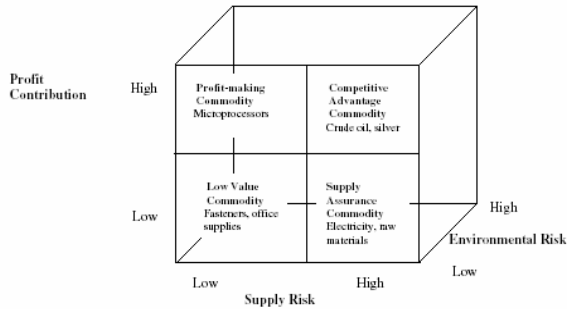 Profit
Contribution
High
Profit-making
Commodity
Microprocessors
Competitive
Advantage
Commodity
Crude oil, silver
Low
Low Value
Commodity
Fasteners, office
supplies
Supply
Assurance
Commodity
Electricity, raw
materials
High
Environmental Risk
Low
Low
High
Supply Risk